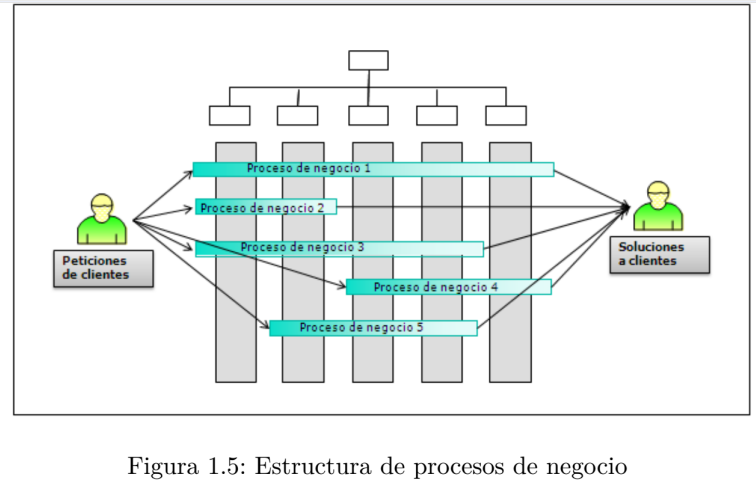 Proceso de negocio 1
Proceso de negocio 2
Proceso de negocio 3
Proceso de negocio 4
Proceso de negocio 5
Peticiones
de clientes
Soluciones
a clientes
Figura 1.5: Estructura de procesos de negocio